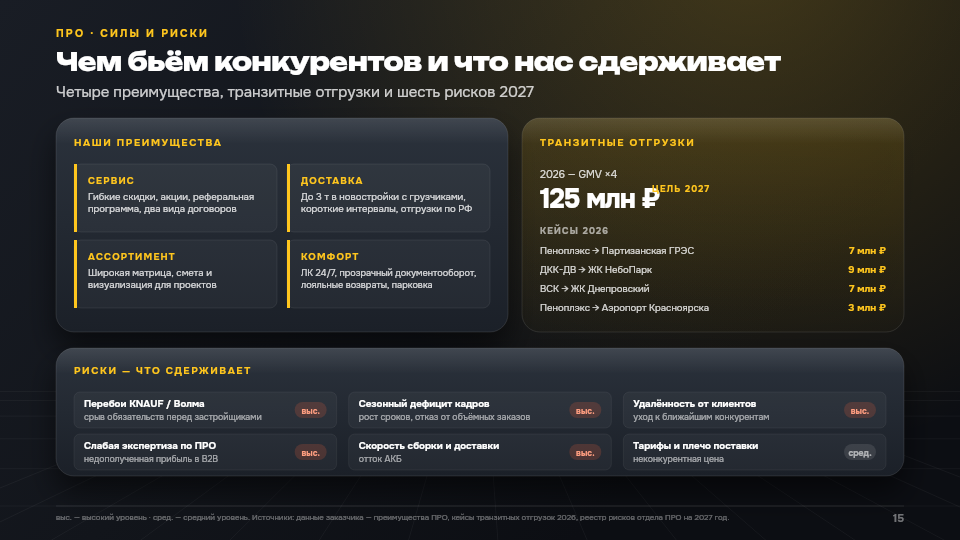 ПРО · СИЛЫ И РИСКИ
Чем бьём конкурентов и что нас сдерживает
Четыре преимущества, транзитные отгрузки и шесть рисков 2027
НАШИ ПРЕИМУЩЕСТВА
СЕРВИС
Гибкие скидки, акции, реферальная
программа, два вида договоров
ДОСТАВКА
До 3 т в новостройки с грузчиками,
короткие интервалы, отгрузки по РФ
АССОРТИМЕНТ
Широкая матрица, смета и
визуализация для проектов
КОМФОРТ
ЛК 24/7, прозрачный документооборот,
лояльные возвраты, парковка
ТРАНЗИТНЫЕ ОТГРУЗКИ
2026 — GMV ×4
125 млн ₽
ЦЕЛЬ 2027
КЕЙСЫ 2026
Пеноплэкс → Партизанская ГРЭС 7 млн ₽
ДКК-ДВ → ЖК НебоПарк 9 млн ₽
ВСК → ЖК Днепровский 7 млн ₽
Пеноплэкс → Аэропорт Красноярска 3 млн ₽
РИСКИ — ЧТО СДЕРЖИВАЕТ
Перебои KNAUF / Волма
срыв обязательств перед застройщиками
выс.
Сезонный дефицит кадров
рост сроков, отказ от объёмных заказов
выс.
Удалённость от клиентов
уход к ближайшим конкурентам
выс.
Слабая экспертиза по ПРО
недополученная прибыль в B2B
выс.
Скорость сборки и доставки
отток АКБ
выс.
Тарифы и плечо поставки
неконкурентная цена
сред.
выс. — высокий уровень · сред. — средний уровень. Источники: данные заказчика — преимущества ПРО, кейсы транзитных отгрузок 2026, реестр рисков отдела ПРО на 2027 год.
15